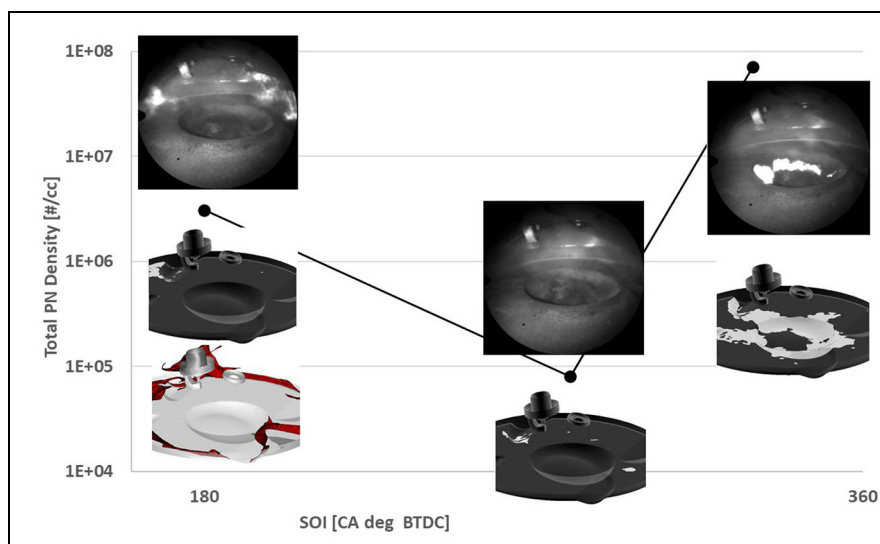 1E+08
1E+07
1E+06
1E+05
1E+04
Total PN Density [#/cc]
180
360
SOI [CA deg BTDC]